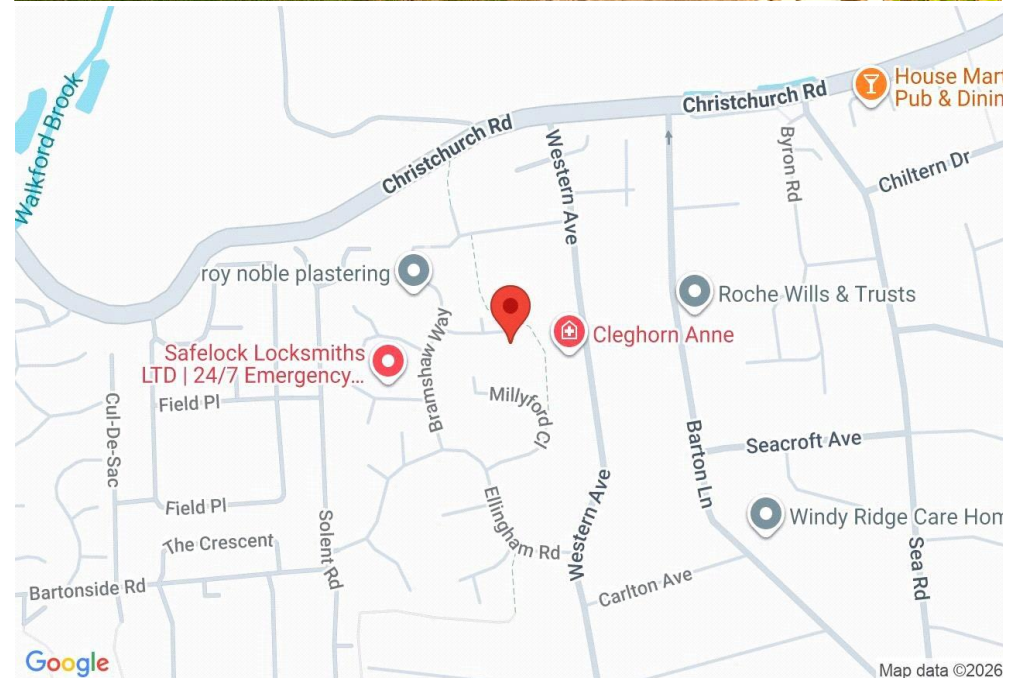 House Mar
Pub & Dinin
Christchurch Rd
Walkford Brook
Christchurch Rd
Western Ave
Byron Rd
Chiltern Dr
roy noble plastering
Roche Wills & Trusts
Cleghorn Anne
Safelock Locksmiths
LTD | 24/7 Emergency...
Bramshaw Way
Millyford Cl
Field Pl
Cul-De-Sac
Barton Ln
Seacroft Ave
Field Pl
Ellingham Rd
Western Ave
Windy Ridge Care Hom
Solent Rd
The Crescent
Sea Rd
Bartonside Rd
Carlton Ave
Google
Map data ©2026